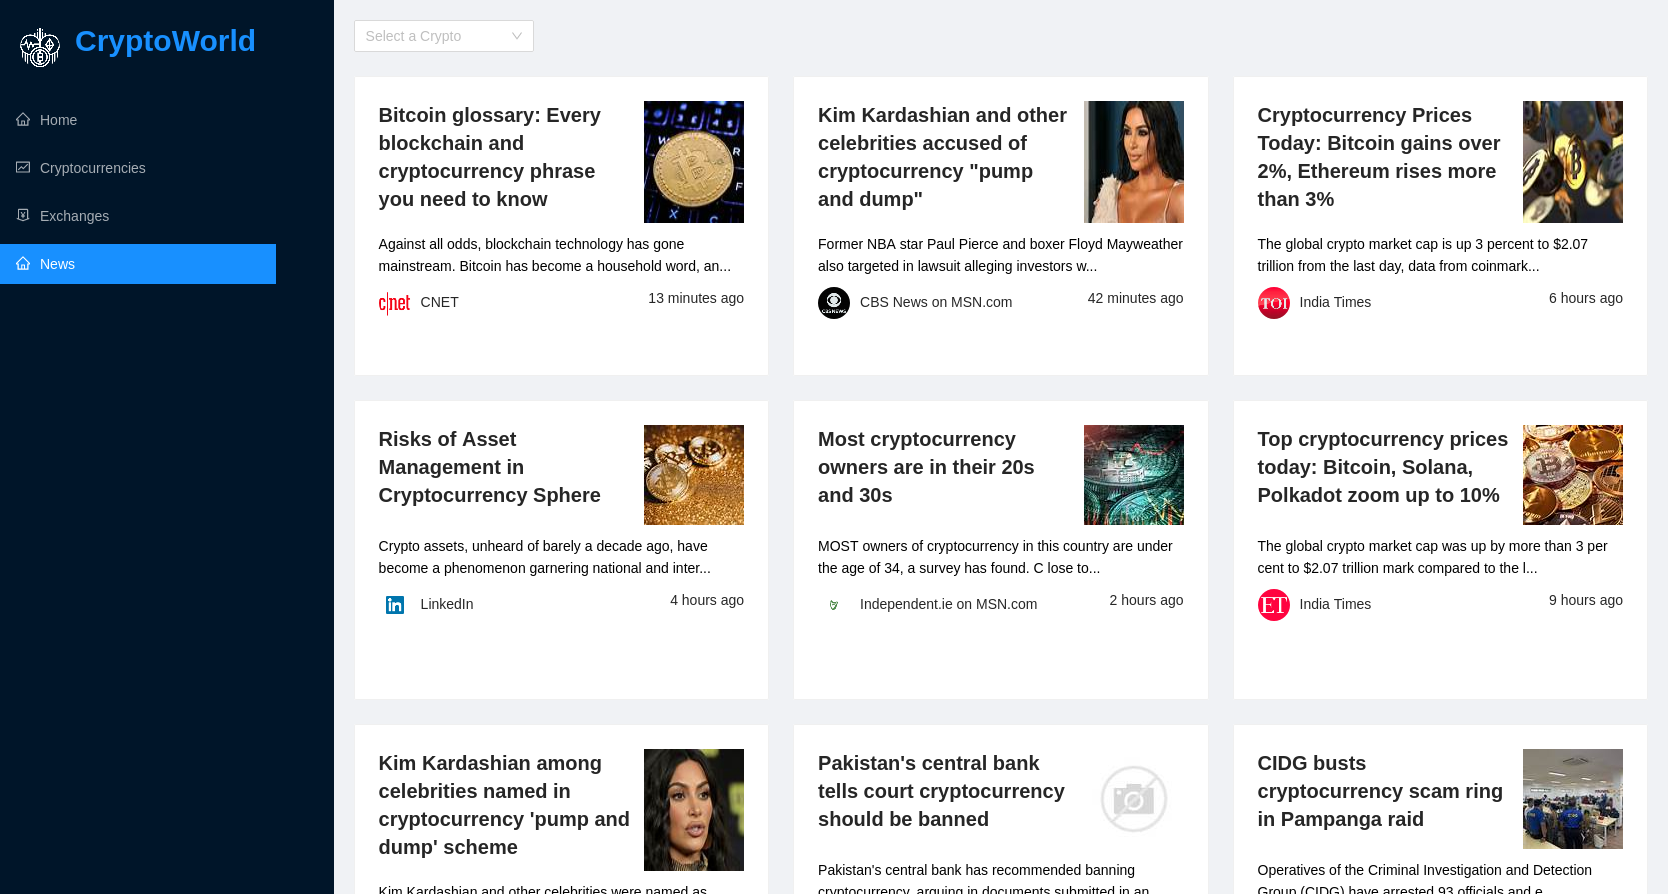 CryptoWorld
Home
Cryptocurrencies
Exchanges
News
Select a Crypto
Bitcoin glossary: Every
blockchain and
cryptocurrency phrase
you need to know
Against all odds, blockchain technology has gone
mainstream. Bitcoin has become a household word, an...
c|net
CNET
13 minutes ago
Kim Kardashian and other
celebrities accused of
cryptocurrency "pump
and dump"
Former NBA star Paul Pierce and boxer Floyd Mayweather
also targeted in lawsuit alleging investors w...
CBS NEWS
CBS News on MSN.com
42 minutes ago
Cryptocurrency Prices
Today: Bitcoin gains over
2%, Ethereum rises more
than 3%
The global crypto market cap is up 3 percent to $2.07
trillion from the last day, data from coinmark...
TOI
India Times
6 hours ago
Risks of Asset
Management in
Cryptocurrency Sphere
Crypto assets, unheard of barely a decade ago, have
become a phenomenon garnering national and inter...
in
LinkedIn
4 hours ago
Most cryptocurrency
owners are in their 20s
and 30s
MOST owners of cryptocurrency in this country are under
the age of 34, a survey has found. C lose to...
Independent.ie on MSN.com
2 hours ago
Top cryptocurrency prices
today: Bitcoin, Solana,
Polkadot zoom up to 10%
The global crypto market cap was up by more than 3 per
cent to $2.07 trillion mark compared to the l...
ET
India Times
9 hours ago
Kim Kardashian among
celebrities named in
cryptocurrency 'pump and
dump' scheme
Kim Kardashian and other celebrities were named as
Pakistan's central bank
tells court cryptocurrency
should be banned
Pakistan's central bank has recommended banning
cryptocurrency, arguing in documents submitted in an
CIDG busts
cryptocurrency scam ring
in Pampanga raid
Operatives of the Criminal Investigation and Detection
Group (CIDG) have arrested 93 officials and e